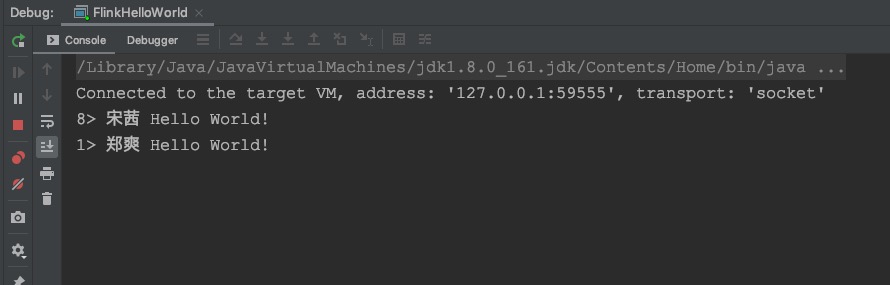 Debug: FlinkHelloWorld
Console Debugger
/Library/Java/JavaVirtualMachines/jdk1.8.0_161.jdk/Contents/Home/bin/java ...
Connected to the target VM, address: '127.0.0.1:59555', transport: 'socket'
8> 宋茜 Hello World!
1> 郑爽 Hello World!